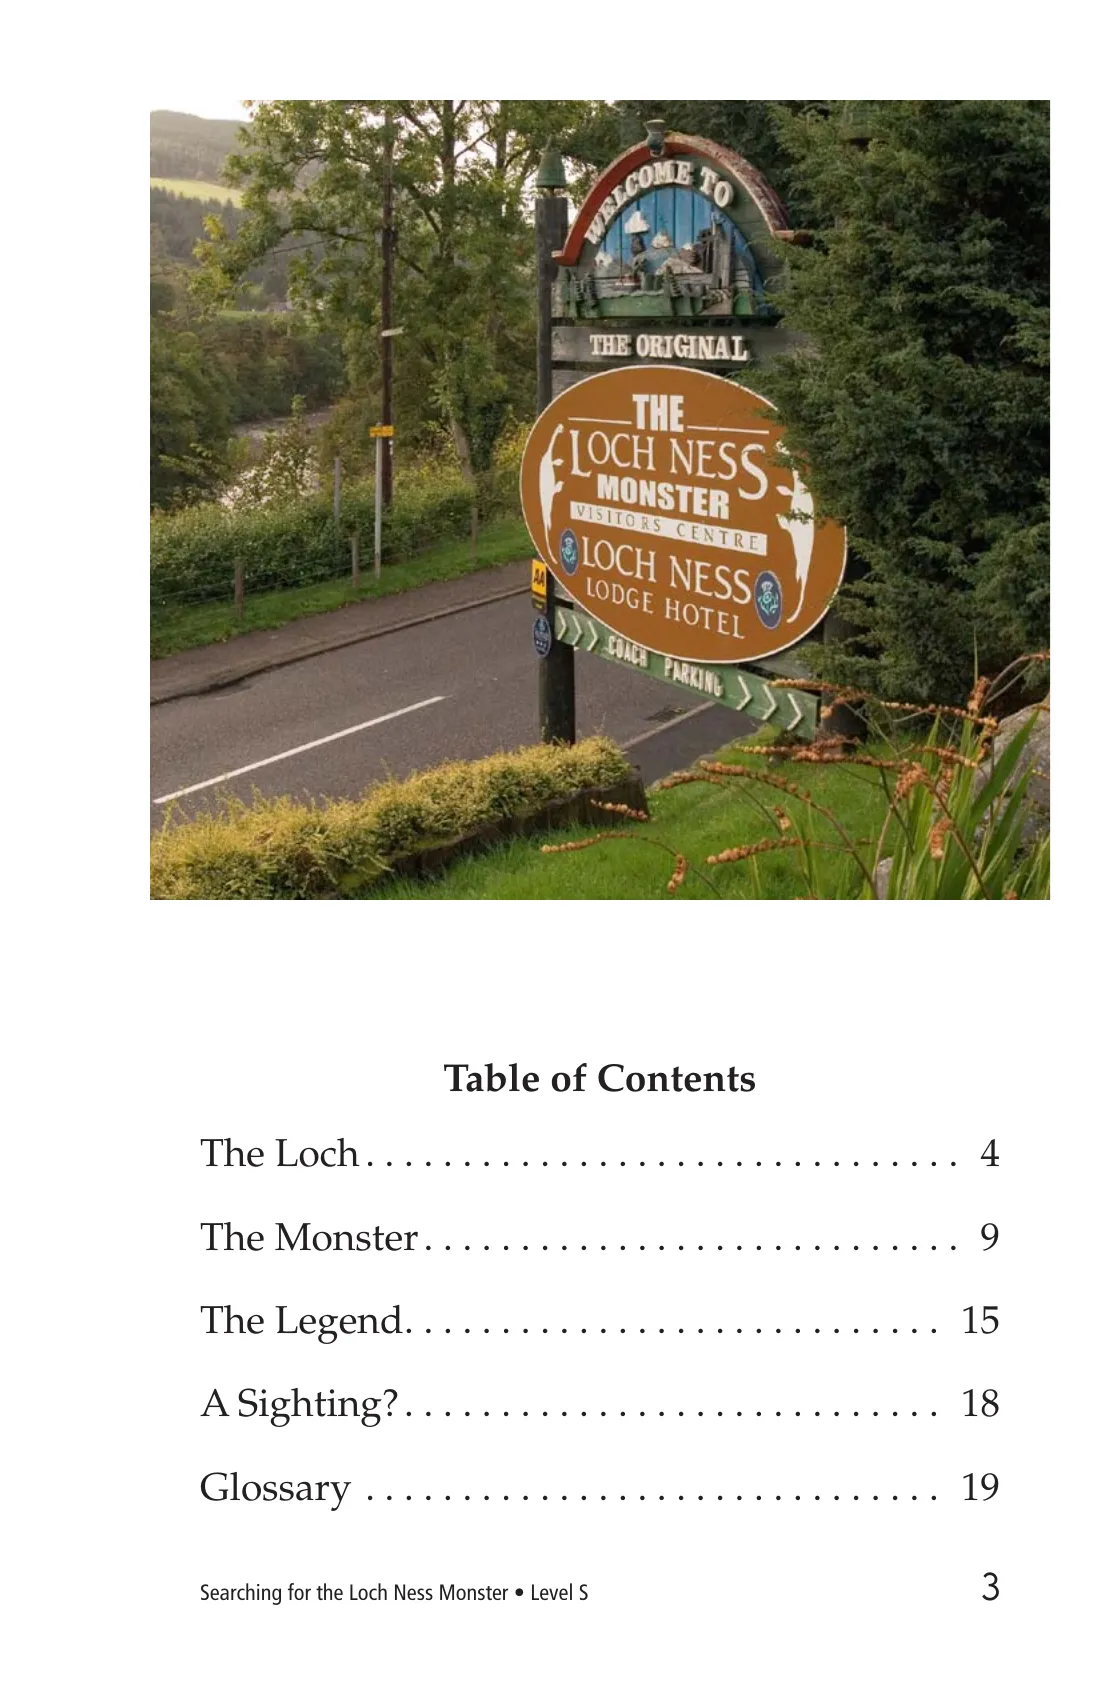 WELCOME TO
THE ORIGINAL
THE
LOCH NESS
MONSTER
VISITORS CENTRE
LOCH NESS
LODGE HOTEL
AA
COACH PARKING
Table of Contents
The Loch . . . . . . . . . . . . . . . . . . . . . . . . . . . . . . . 4
The Monster . . . . . . . . . . . . . . . . . . . . . . . . . . . . 9
The Legend. . . . . . . . . . . . . . . . . . . . . . . . . . . . 15
A Sighting? . . . . . . . . . . . . . . . . . . . . . . . . . . . . 18
Glossary . . . . . . . . . . . . . . . . . . . . . . . . . . . . . . 19
Searching for the Loch Ness Monster • Level S 3